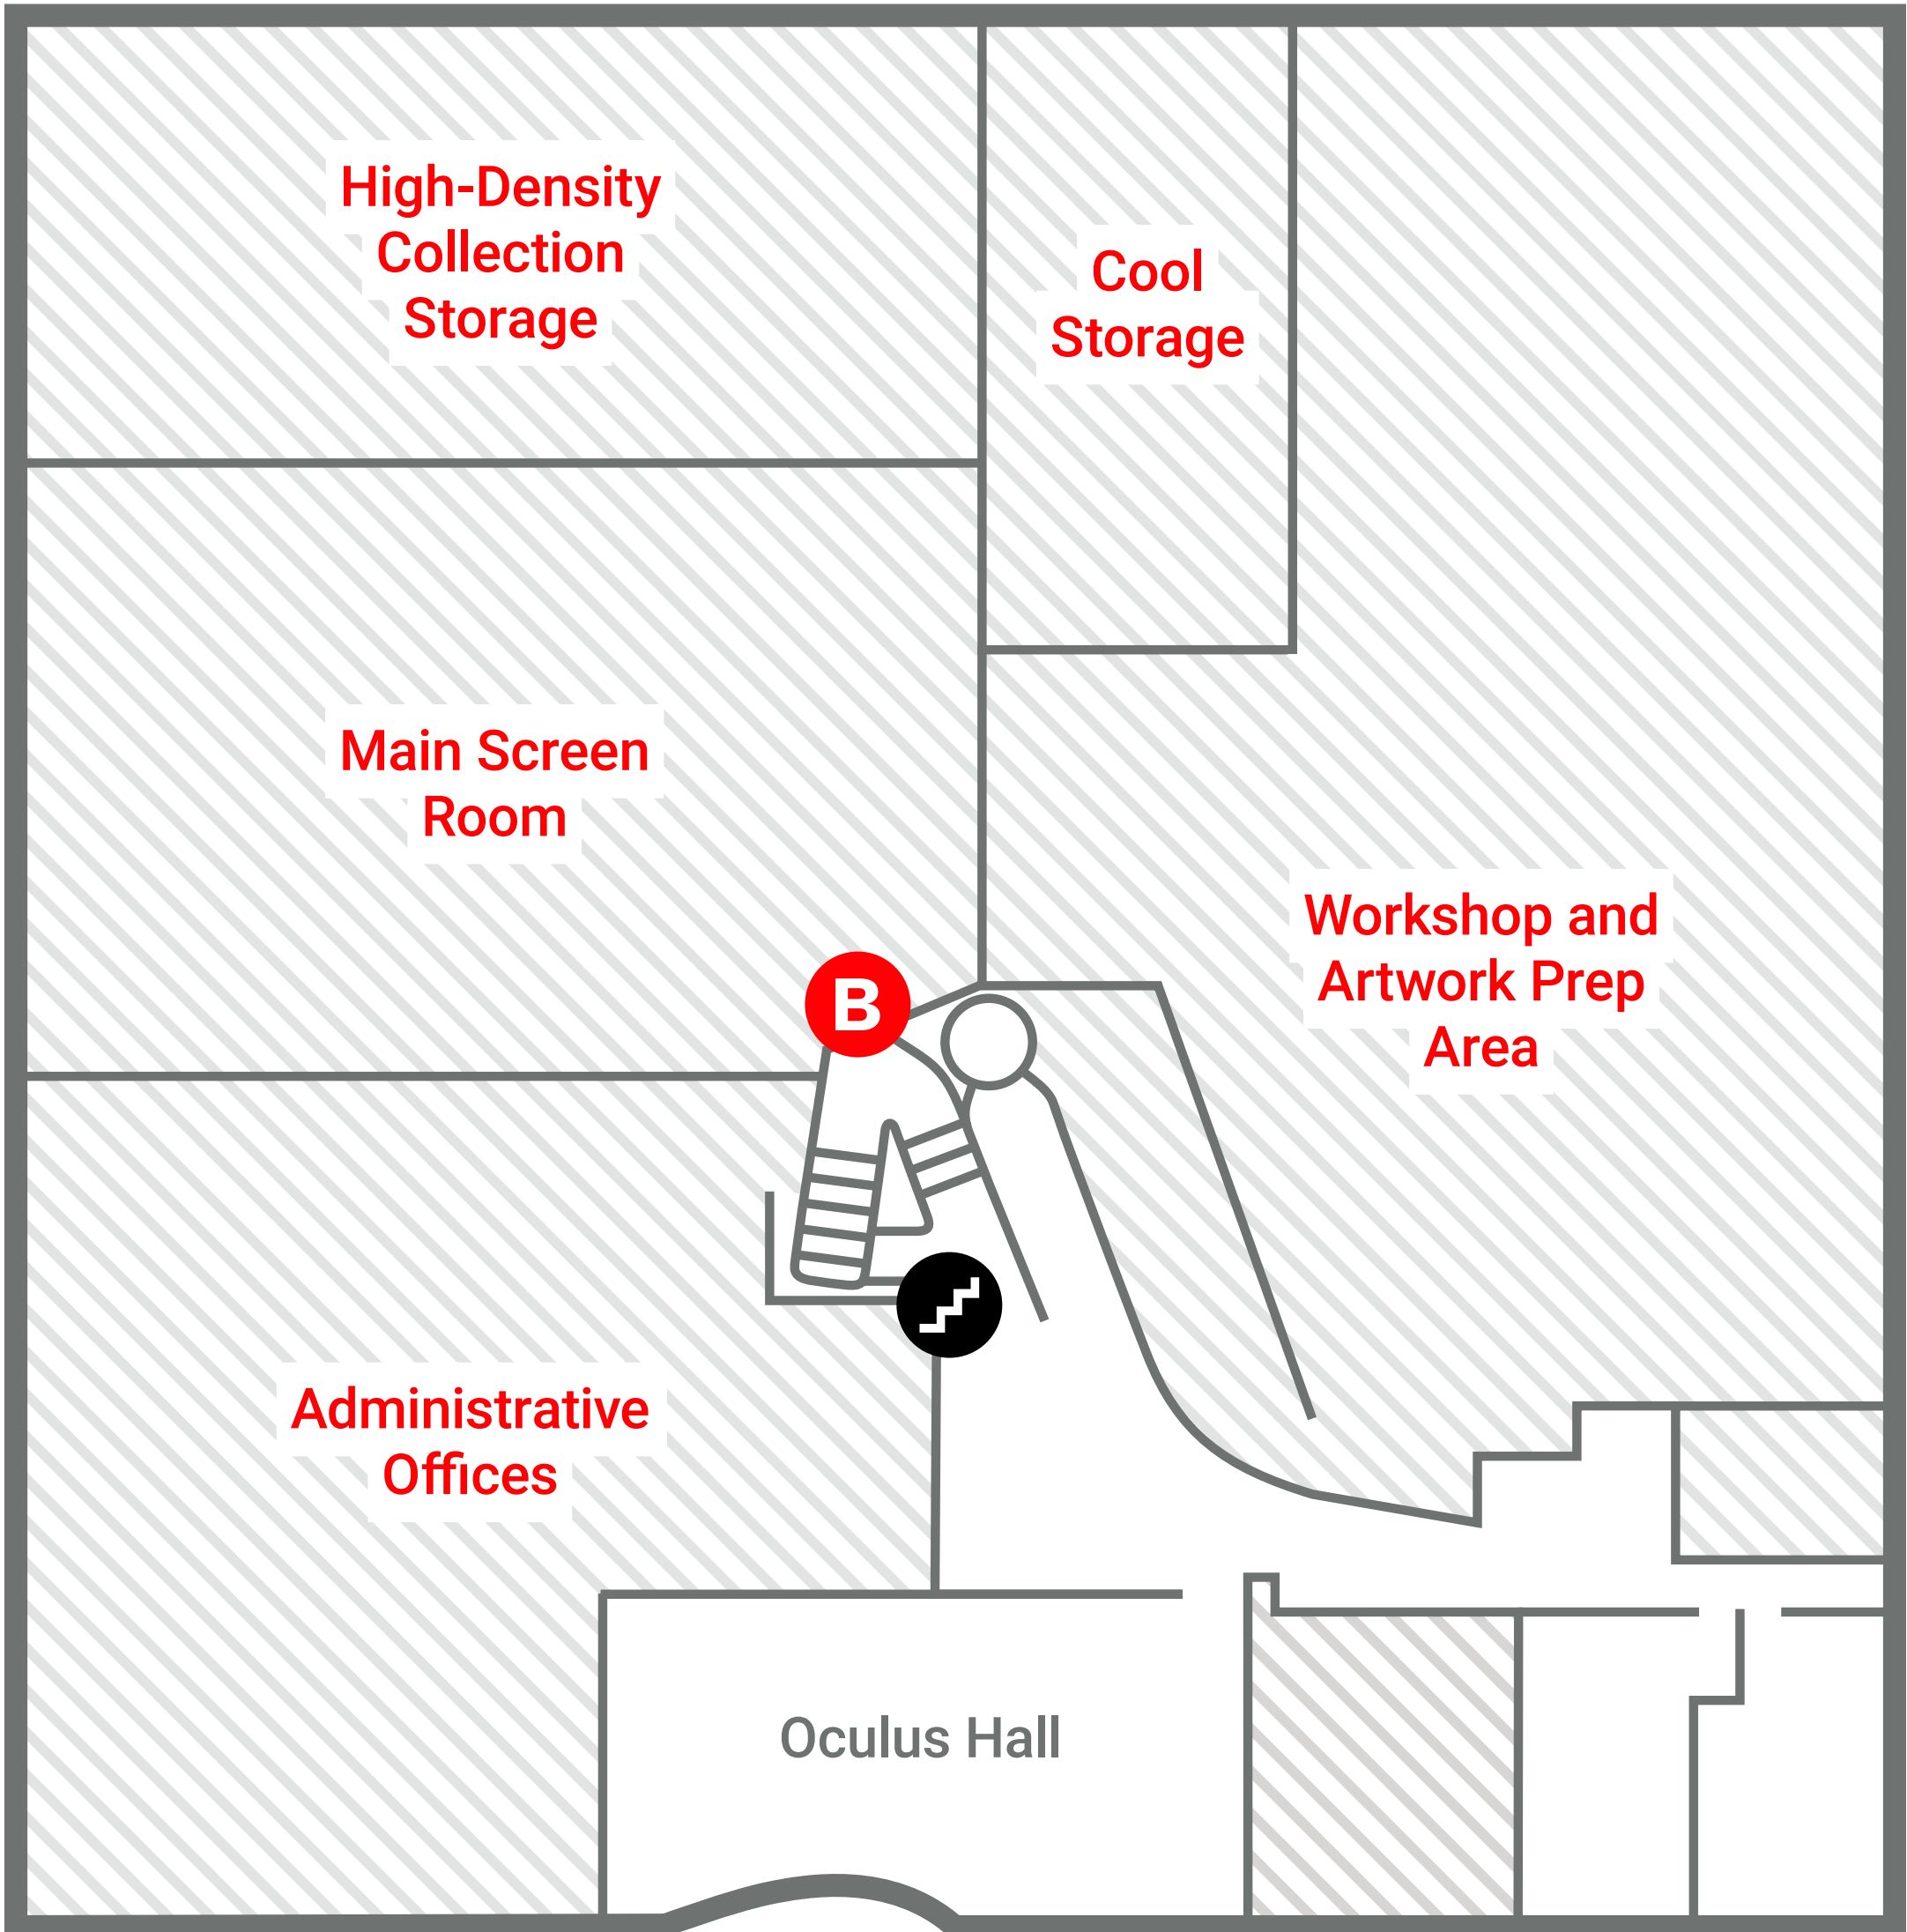 High-Density
Collection
Storage
Cool
Storage
Main Screen
Room
Workshop and
Artwork Prep
Area
B
Administrative
Offices
Oculus Hall